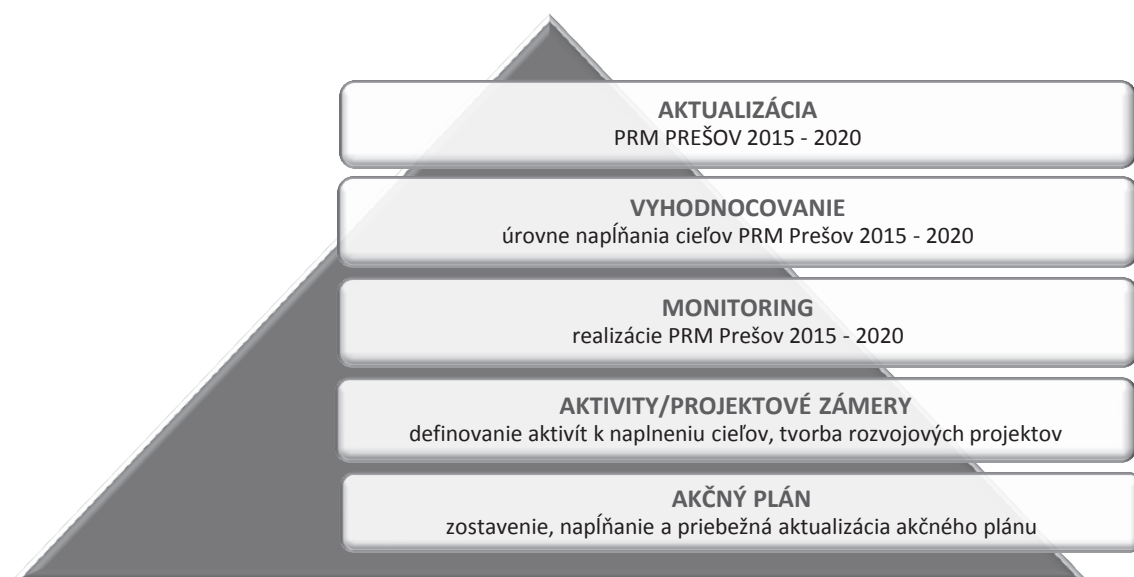 AKTUALIZÁCIA
PRM PREŠOV 2015 - 2020
VYHODNOCOVANIE
úrovne napĺňania cieľov PRM Prešov 2015 - 2020
MONITORING
realizácie PRM Prešov 2015 - 2020
AKTIVITY/PROJEKTOVÉ ZÁMERY
definovanie aktivít k naplneniu cieľov, tvorba rozvojových projektov
AKČNÝ PLÁN
zostavenie, napĺňanie a priebežná aktualizácia akčného plánu